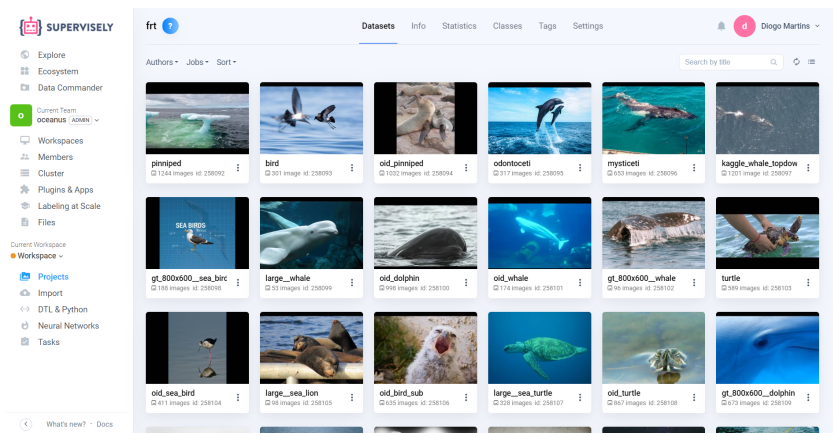 SUPERVISELY
frt ?
Datasets Info Statistics Classes Tags Settings
d Diogo Martins
Explore
Ecosystem
Data Commander
o
Current Team
oceanus ADMIN
Workspaces
Members
Cluster
Plugins & Apps
Labeling at Scale
Files
Current Workspace
Workspace
Projects
Import
DTL & Python
Neural Networks
Tasks
What's new? · Docs
Authors Jobs Sort
Search by title
pinniped
1244 images id: 258092
bird
301 image id: 258093
oid_pinniped
1032 images id: 258094
odontoceti
317 images id: 258095
mysticeti
653 images id: 258096
kaggle_whale_topdow
1201 images id: 258097
SEA BIRDS
gt_800x600__sea_birc
188 images id: 258098
large__whale
53 images id: 258099
oid_dolphin
998 images id: 258100
oid_whale
174 images id: 258101
gt_800x600__whale
96 images id: 258102
turtle
589 images id: 258103
oid_sea_bird
411 images id: 258104
large__sea_lion
98 images id: 258105
oid_bird_sub
635 images id: 258106
large__sea_turtle
328 images id: 258107
oid_turtle
867 images id: 258108
gt_800x600__dolphin
673 images id: 258109